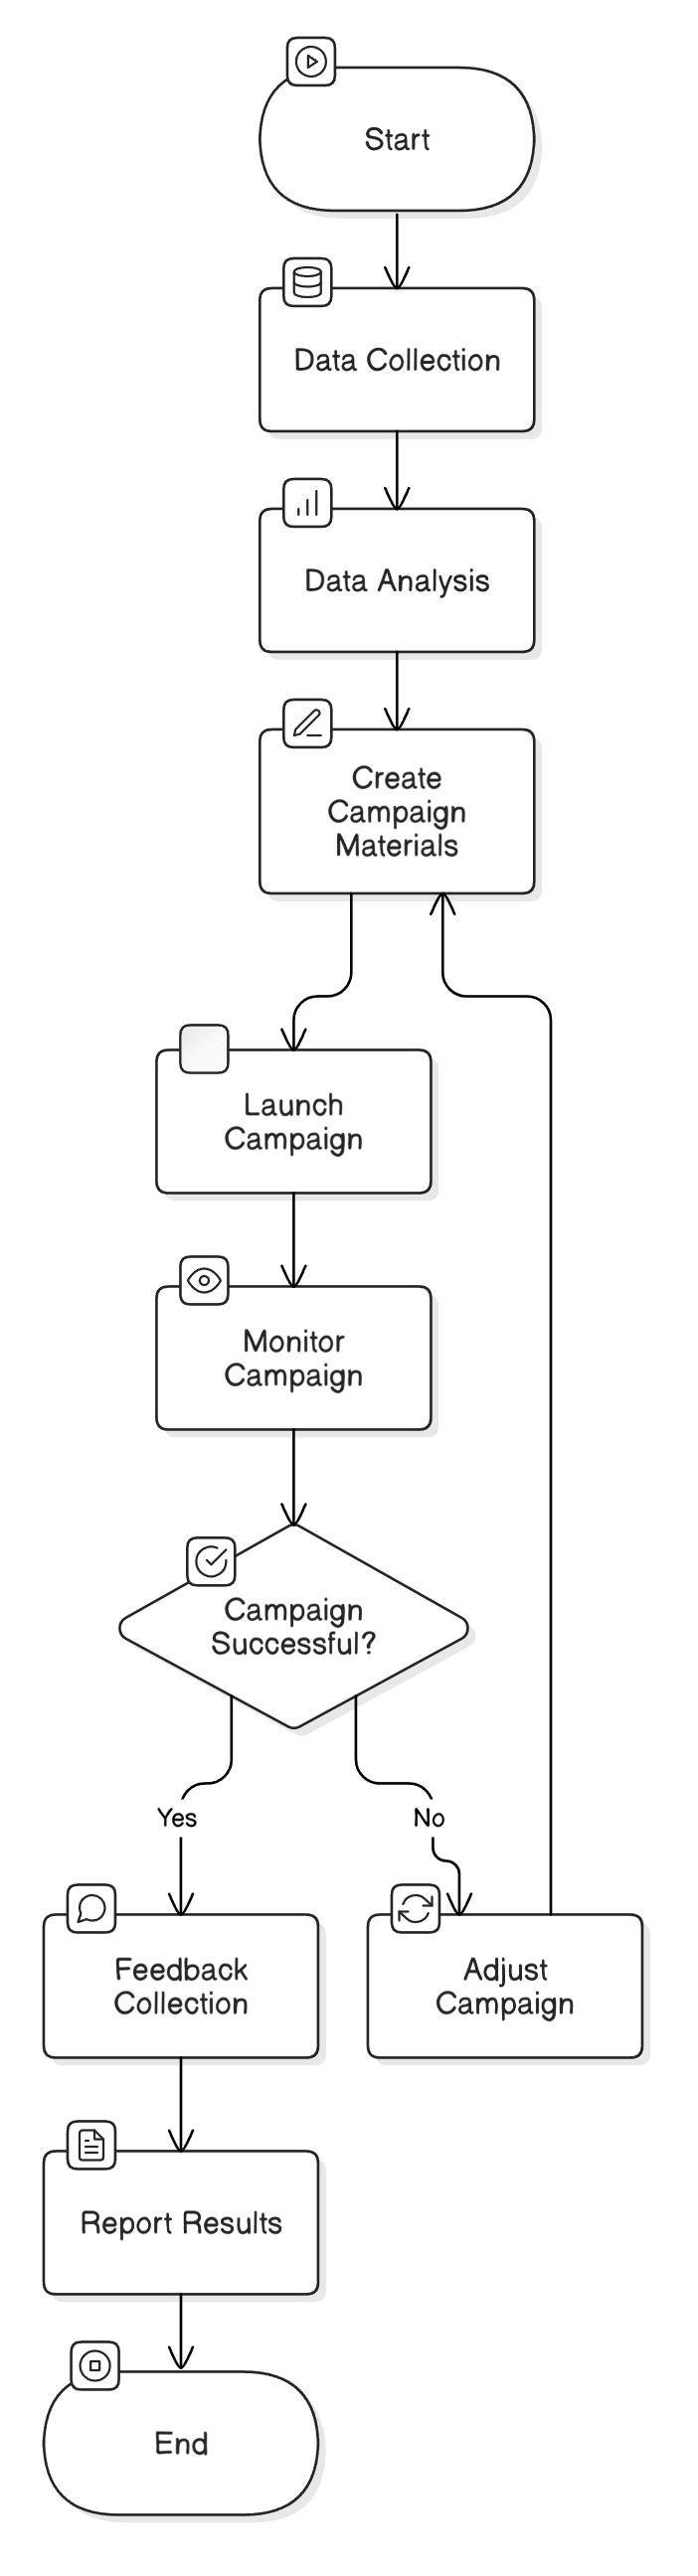 Start
Data Collection
Data Analysis
Create
Campaign
Materials
Launch
Campaign
Monitor
Campaign
Campaign
Successful?
Yes
No
Feedback
Collection
Adjust
Campaign
Report Results
End